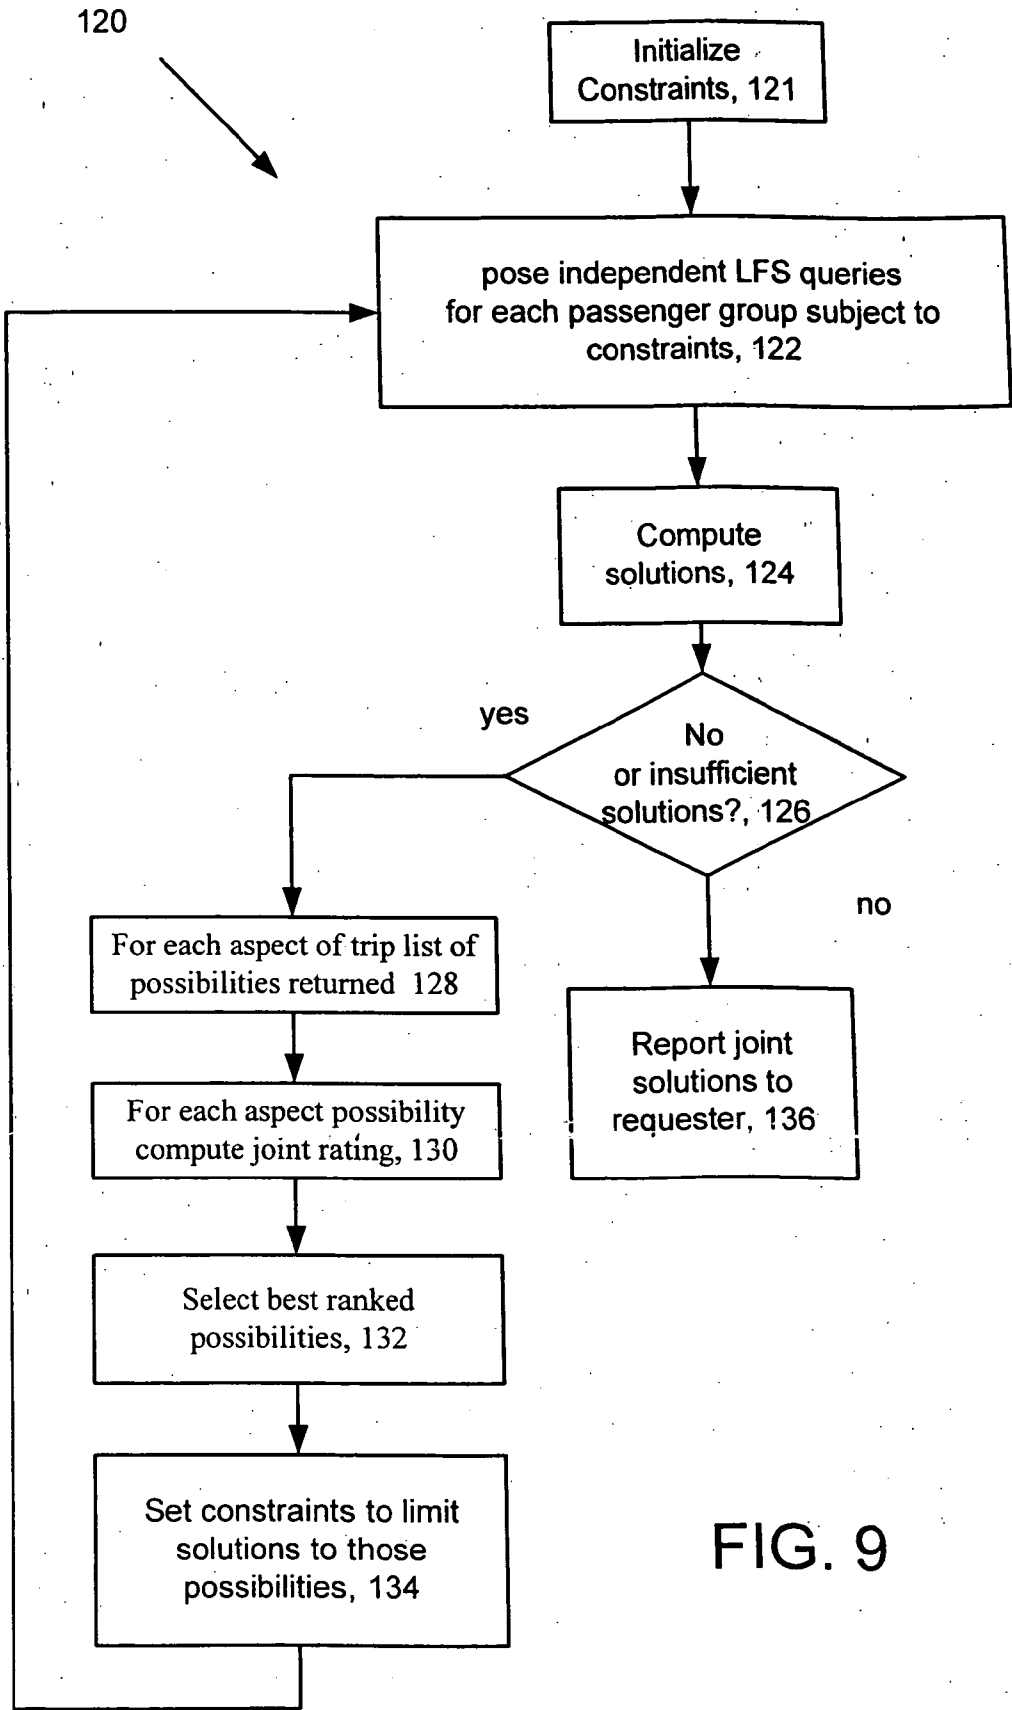 120
Initialize
Constraints, 121
pose independent LFS queries
for each passenger group subject to
constraints, 122
Compute
solutions, 124
yes
No
or insufficient
solutions?, 126
no
For each aspect of trip list of
possibilities returned 128
For each aspect possibility
compute joint rating, 130
Report joint
solutions to
requester, 136
Select best ranked
possibilities, 132
Set constraints to limit
solutions to those
possibilities, 134
FIG. 9